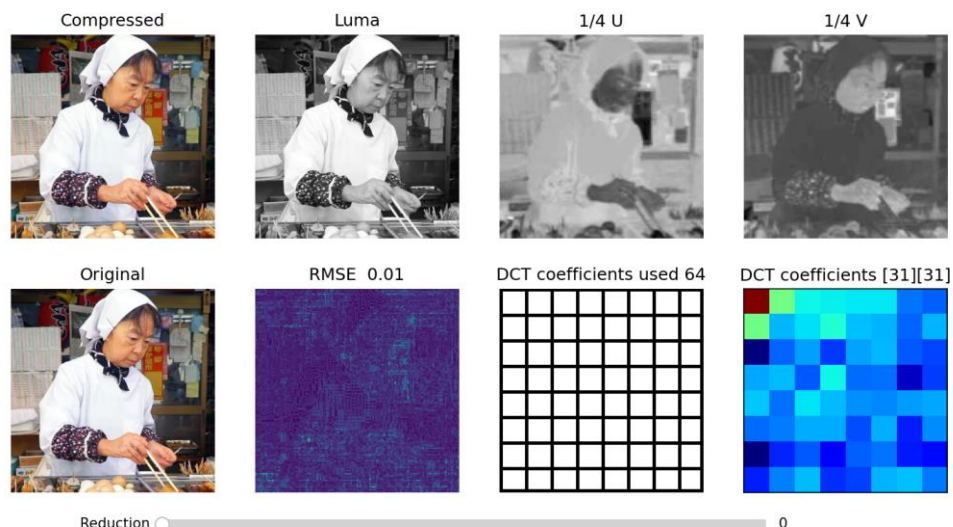 Compressed
Luma
1/4 U
1/4 V
Original
RMSE  0.01
DCT coefficients used 64
DCT coefficients [31][31]
Reduction
0